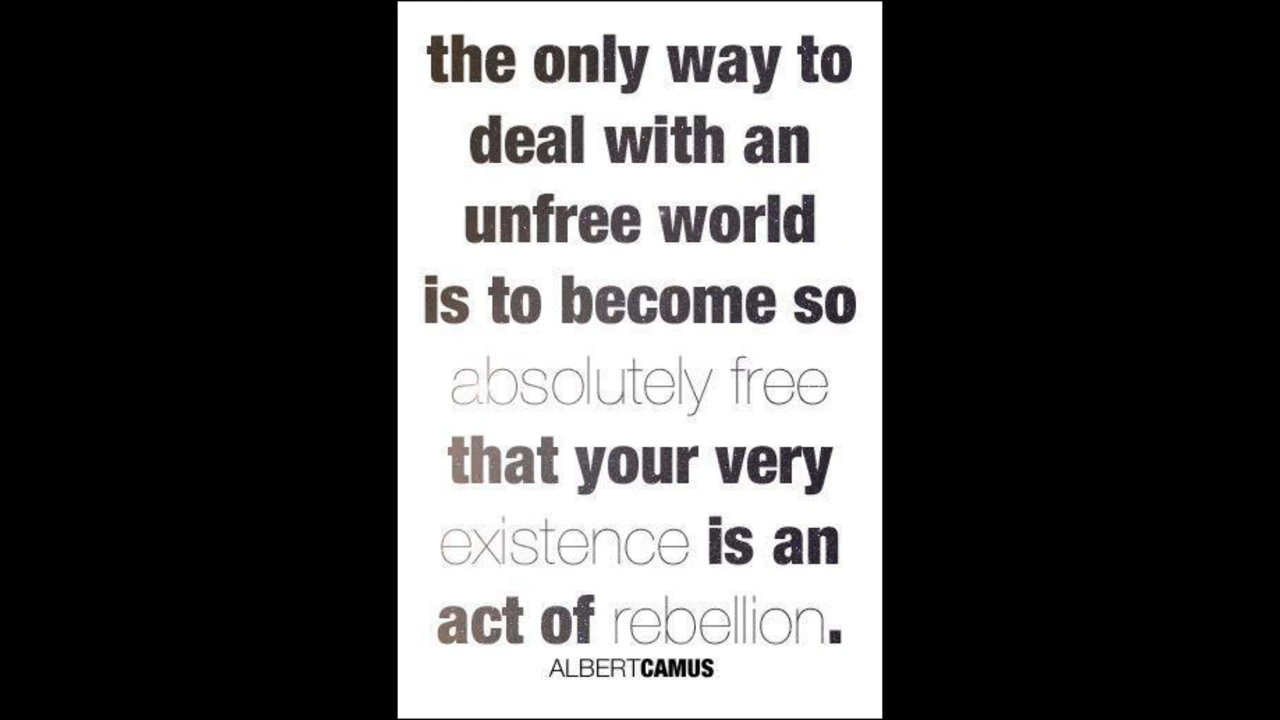 the only way to
deal with an
unfree world
is to become so
absolutely free
that your very
existence is an
act of rebellion.
ALBERTCAMUS